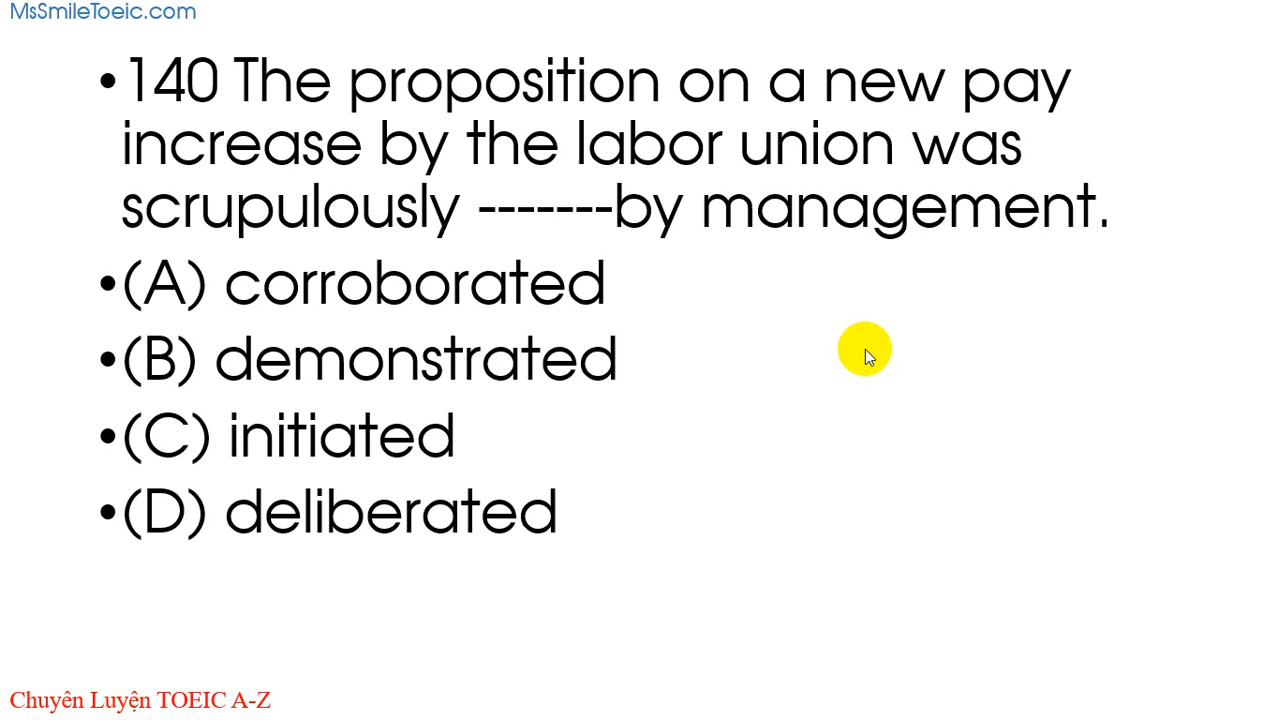 MsSmileToeic.com
•140 The proposition on a new pay
increase by the labor union was
scrupulously -------by management.
•(A) corroborated
•(B) demonstrated
•(C) initiated
•(D) deliberated
Chuyên Luyện TOEIC A-Z